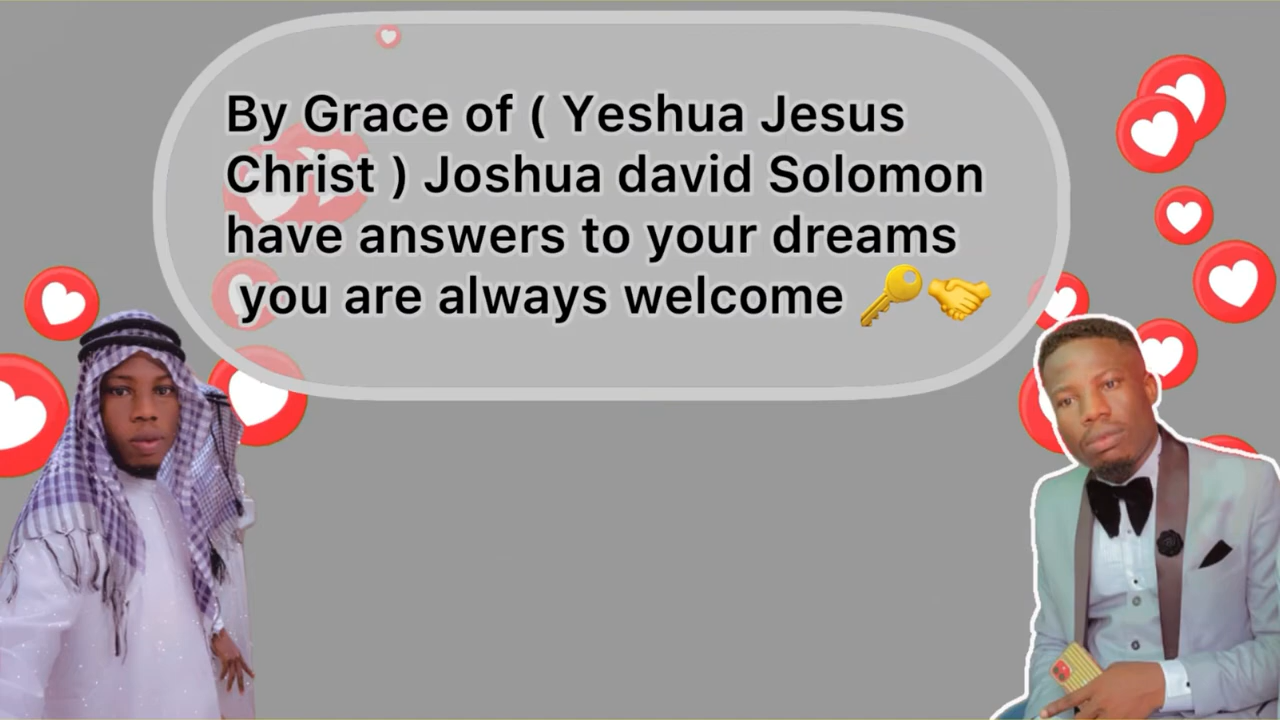 By Grace of ( Yeshua Jesus
Christ ) Joshua david Solomon
have answers to your dreams
you are always welcome 🔑🤝